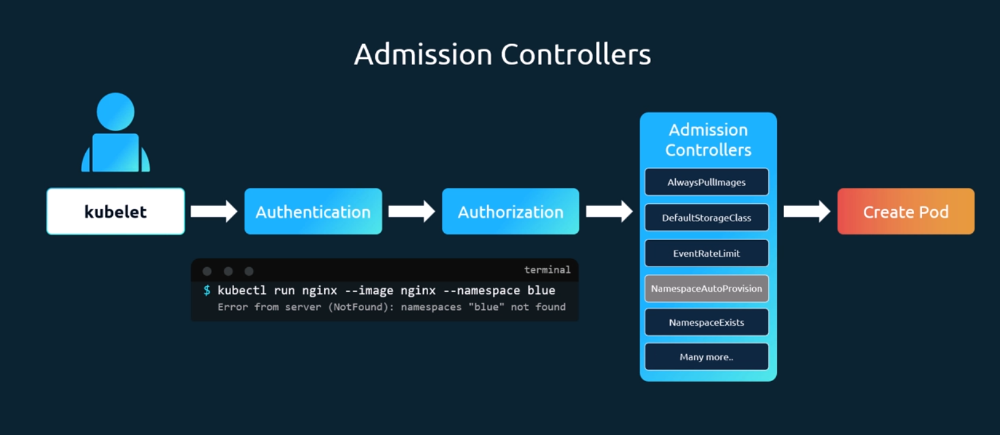 Admission Controllers
kubelet
Authentication
Authorization
Admission
Controllers
AlwaysPullImages
DefaultStorageClass
EventRateLimit
NamespaceAutoProvision
NamespaceExists
Many more..
Create Pod
terminal
$ kubectl run nginx --image nginx --namespace blue
Error from server (NotFound): namespaces "blue" not found